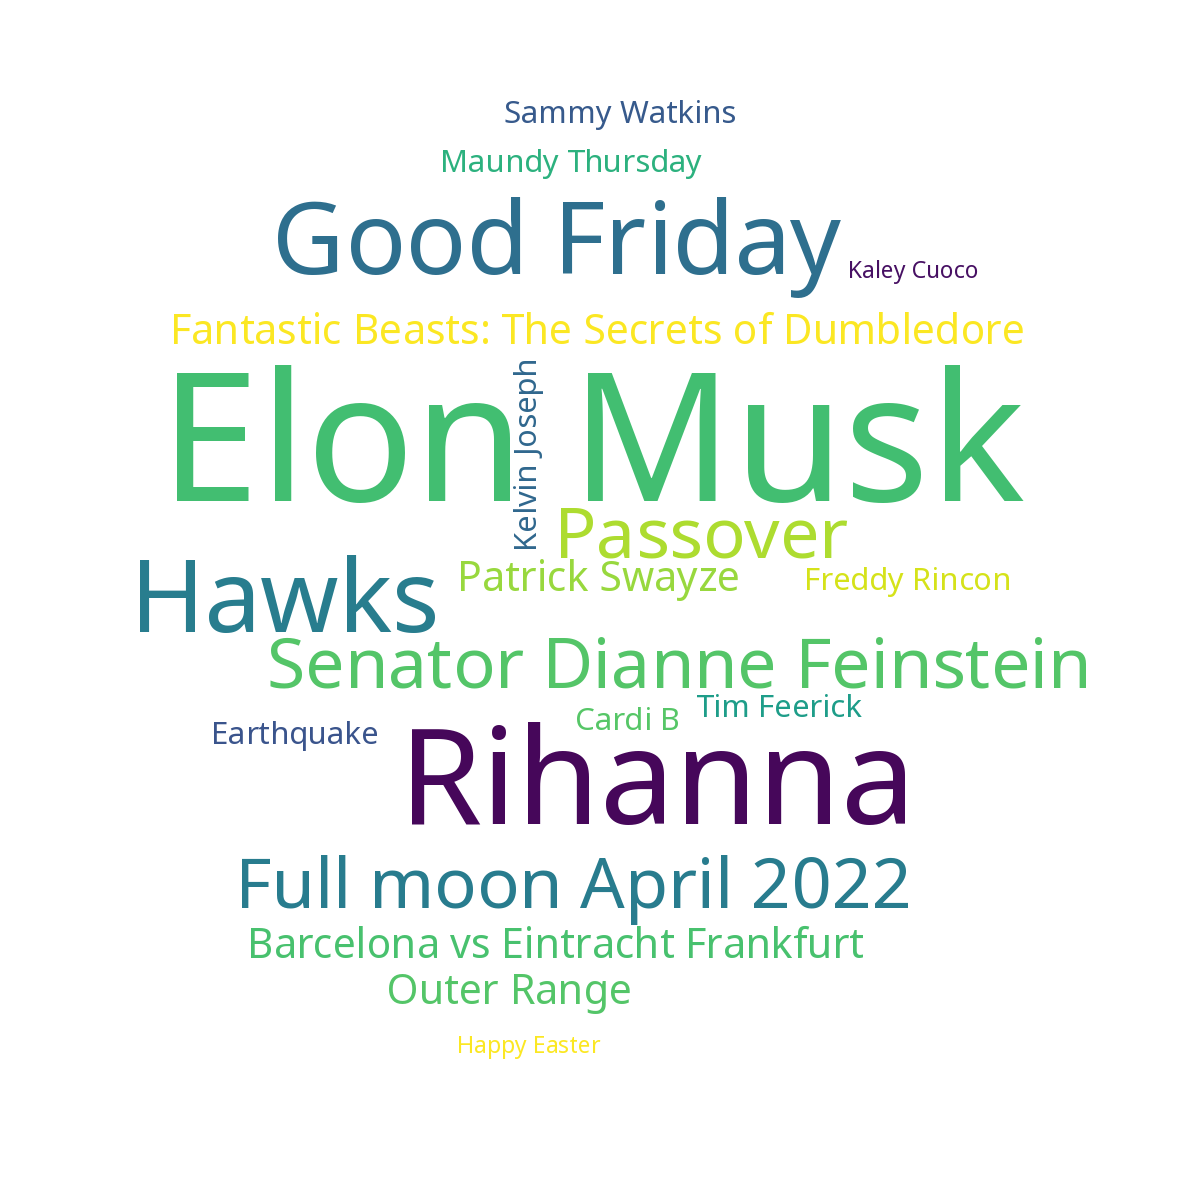 Sammy Watkins
Maundy Thursday
Good Friday
Kaley Cuoco
Fantastic Beasts: The Secrets of Dumbledore
Elon Musk
Kelvin Joseph
Passover
Hawks
Patrick Swayze
Freddy Rincon
Senator Dianne Feinstein
Tim Feerick
Cardi B
Earthquake
Rihanna
Full moon April 2022
Barcelona vs Eintracht Frankfurt
Outer Range
Happy Easter